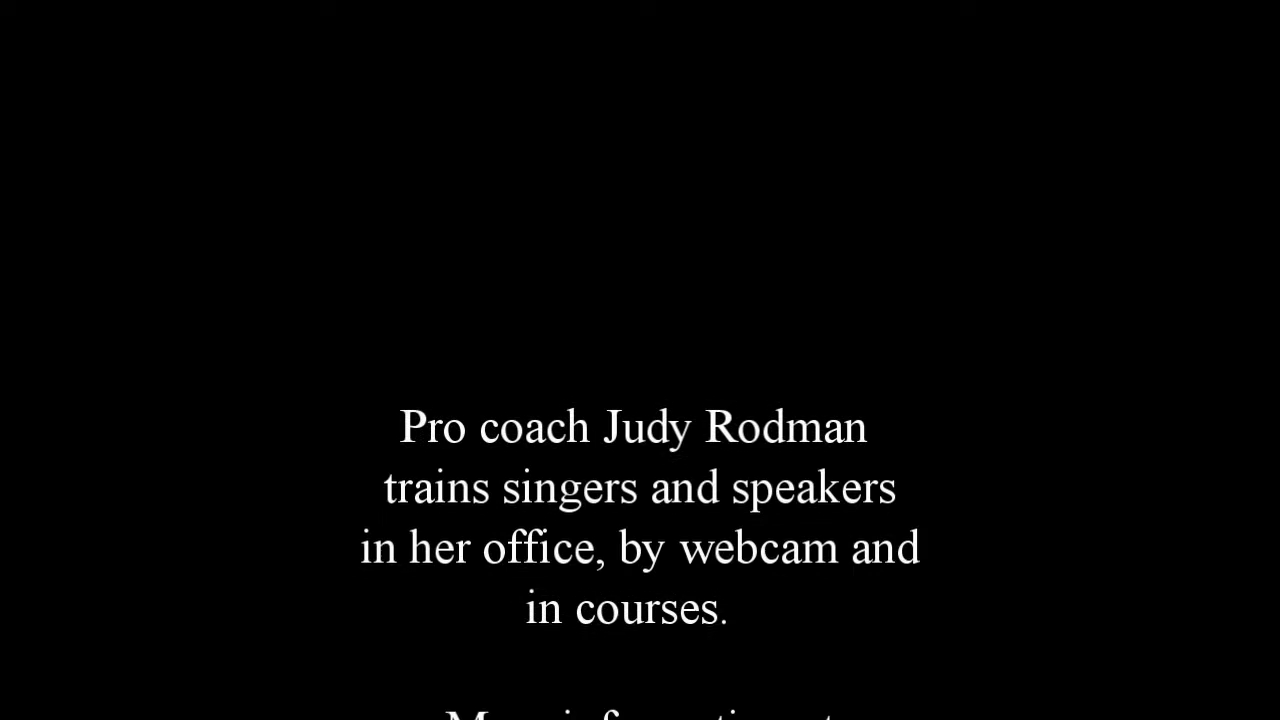 Pro coach Judy Rodman
trains singers and speakers
in her office, by webcam and
in courses.